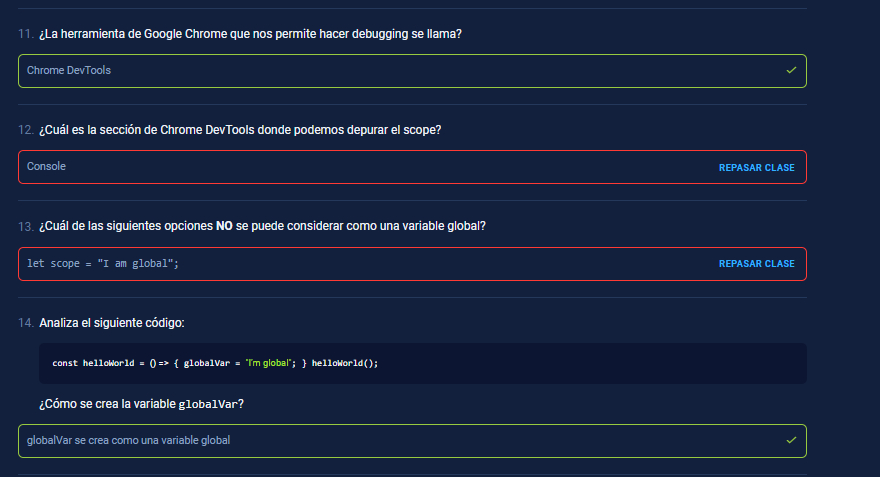 11. ¿La herramienta de Google Chrome que nos permite hacer debugging se llama?
Chrome DevTools
12. ¿Cuál es la sección de Chrome DevTools donde podemos depurar el scope?
Console REPASAR CLASE
13. ¿Cuál de las siguientes opciones NO se puede considerar como una variable global?
let scope = "I am global"; REPASAR CLASE
14. Analiza el siguiente código:
const helloWorld = () => { globalVar = "I'm global"; } helloWorld();
¿Cómo se crea la variable globalVar?
globalVar se crea como una variable global